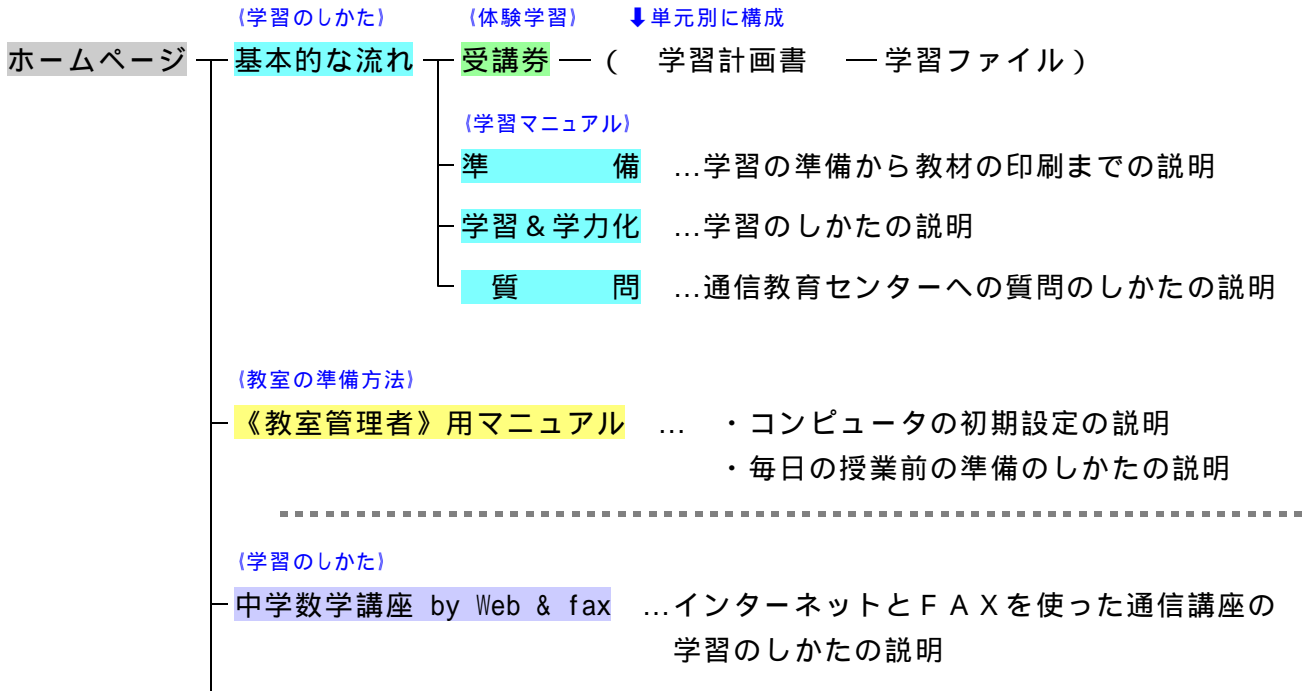 ⟨学習のしかた⟩ ⟨体験学習⟩ ⬇単元別に構成
ホームページ 基本的な流れ 受講券 ― ( 学習計画書 ― 学習ファイル )
⟨学習マニュアル⟩
準 備 …学習の準備から教材の印刷までの説明
学習&学力化 …学習のしかたの説明
質 問 …通信教育センターへの質問のしかたの説明
⟨教室の準備方法⟩
《教室管理者》用マニュアル … ・コンピュータの初期設定の説明
・毎日の授業前の準備のしかたの説明
⟨学習のしかた⟩
中学数学講座 by Web & fax …インターネットとFAXを使った通信講座の
学習のしかたの説明